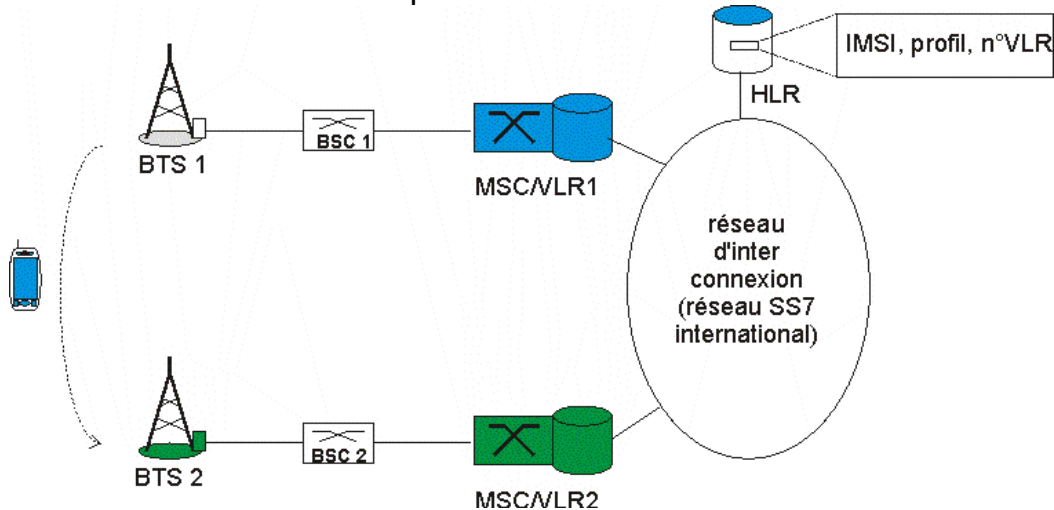 IMSI, profil, n°VLR
HLR
BTS 1
BSC 1
MSC/VLR1
réseau
d'inter
connexion
(réseau SS7
international)
BTS 2
BSC 2
MSC/VLR2